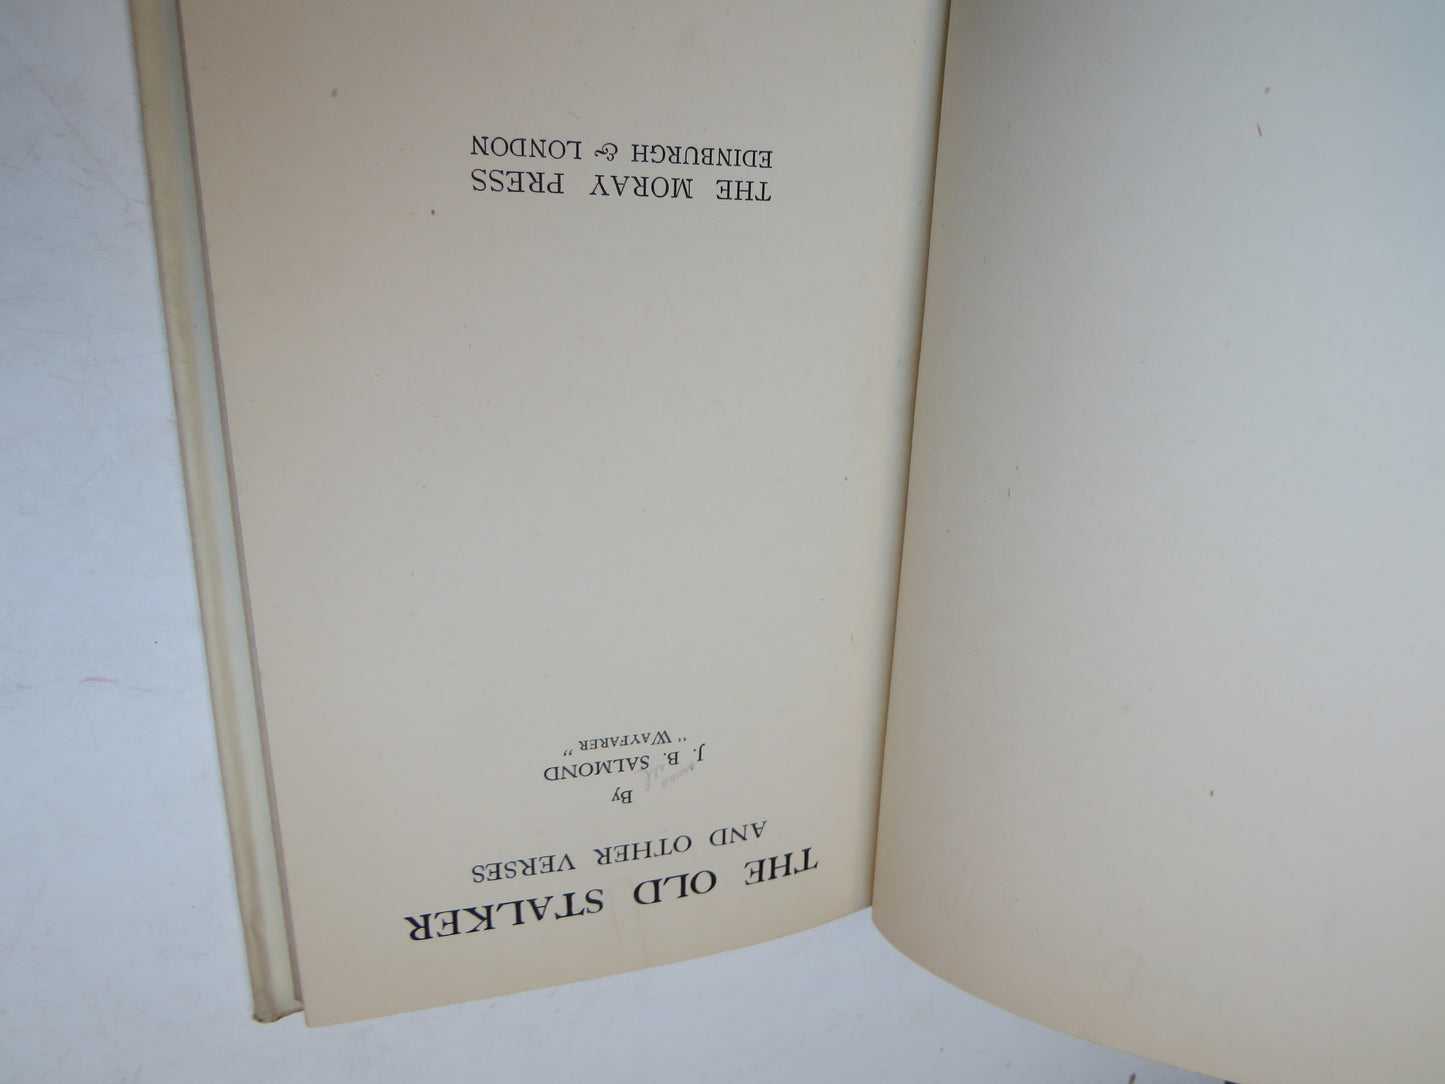 THE OLD STALKER
AND OTHER VERSES
By
J. B. SALMOND
"WAYFARER"
THE MORAY PRESS
EDINBURGH & LONDON